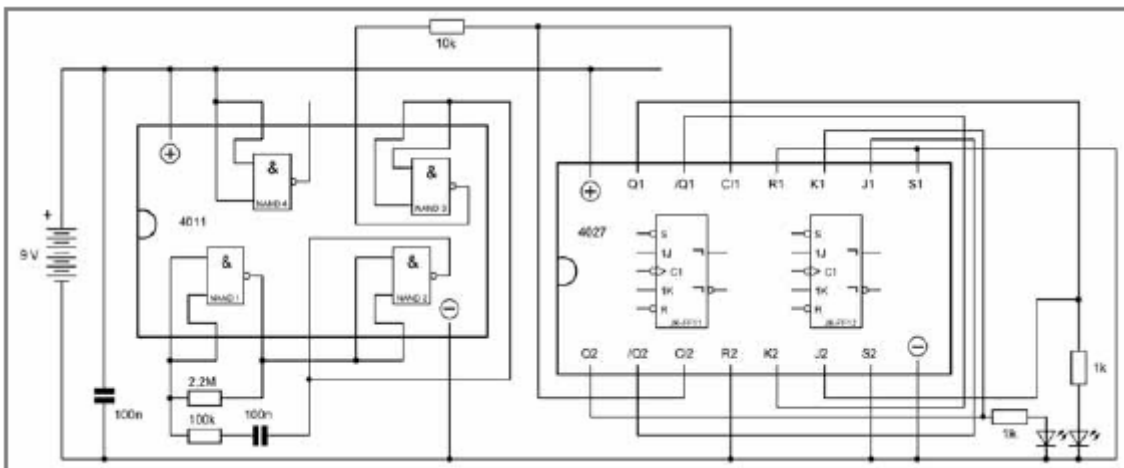 10k
+
&
NAND 4
&
NAND 3
4011
+
9 V
&
NAND 1
&
NAND 2
2.2M
100k
100n
100n
Q1 /Q1 C/1 R1 K1 J1 S1
4027
S
1J
C1
1K
R
S
1J
C1
1K
R
Q2 /Q2 C/2 R2 K2 J2 S2
1k
1k